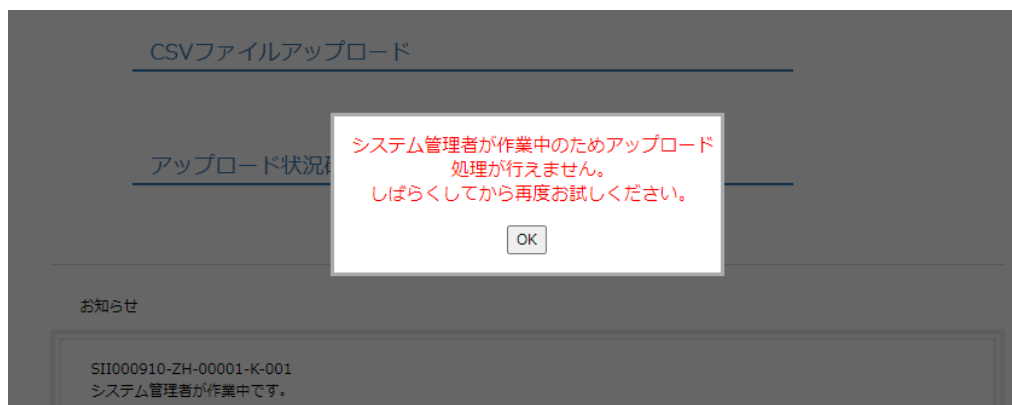 CSVファイルアップロード
システム管理者が作業中のためアップロード
処理が行えません。
しばらくしてから再度お試しください。
OK
アップロード状況
お知らせ
SII000910-ZH-00001-K-001
システム管理者が作業中です。